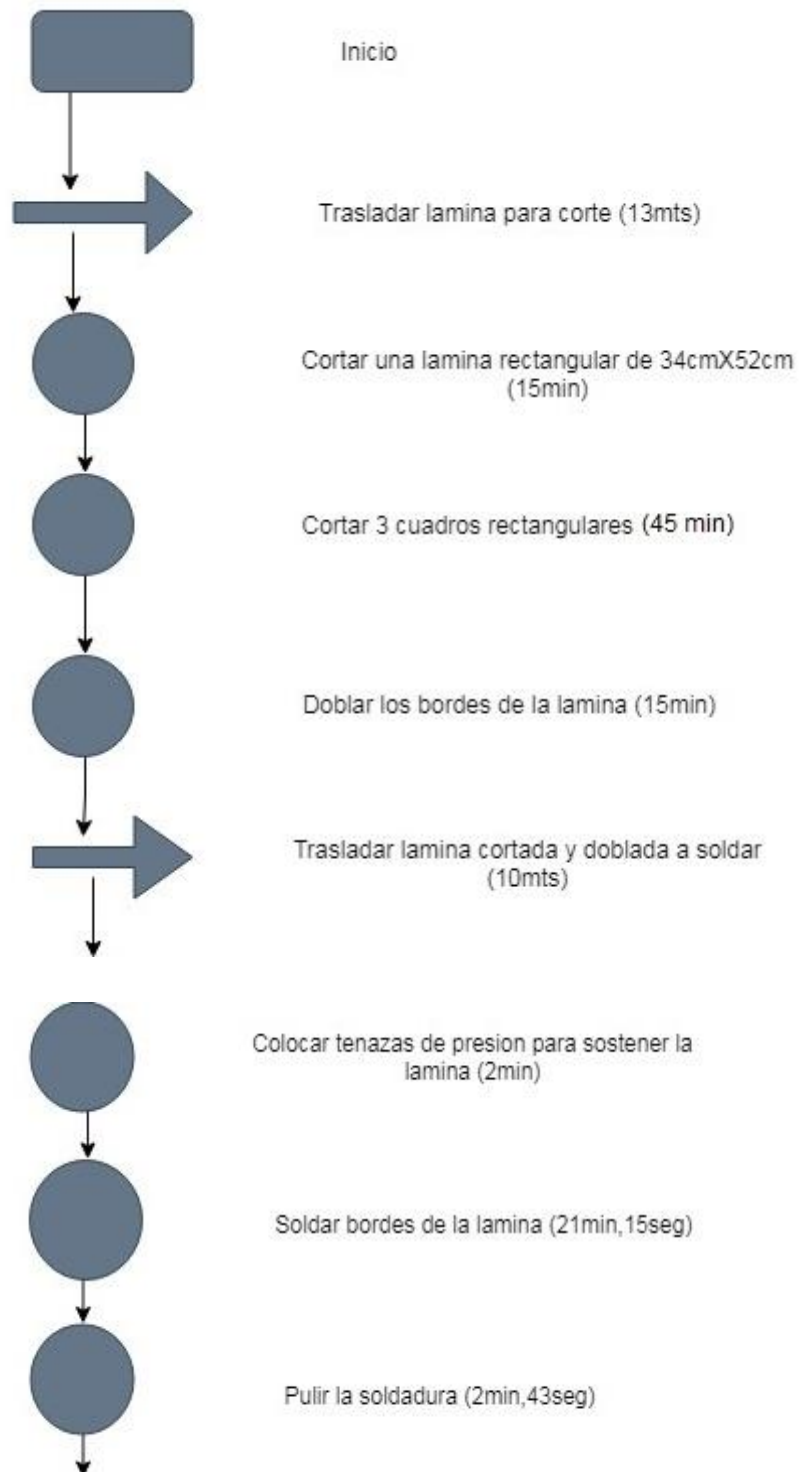 Inicio
Trasladar lamina para corte (13mts)
Cortar una lamina rectangular de 34cmX52cm
(15min)
Cortar 3 cuadros rectangulares (45 min)
Doblar los bordes de la lamina (15min)
Trasladar lamina cortada y doblada a soldar
(10mts)
Colocar tenazas de presion para sostener la
lamina (2min)
Soldar bordes de la lamina (21min,15seg)
Pulir la soldadura (2min,43seg)